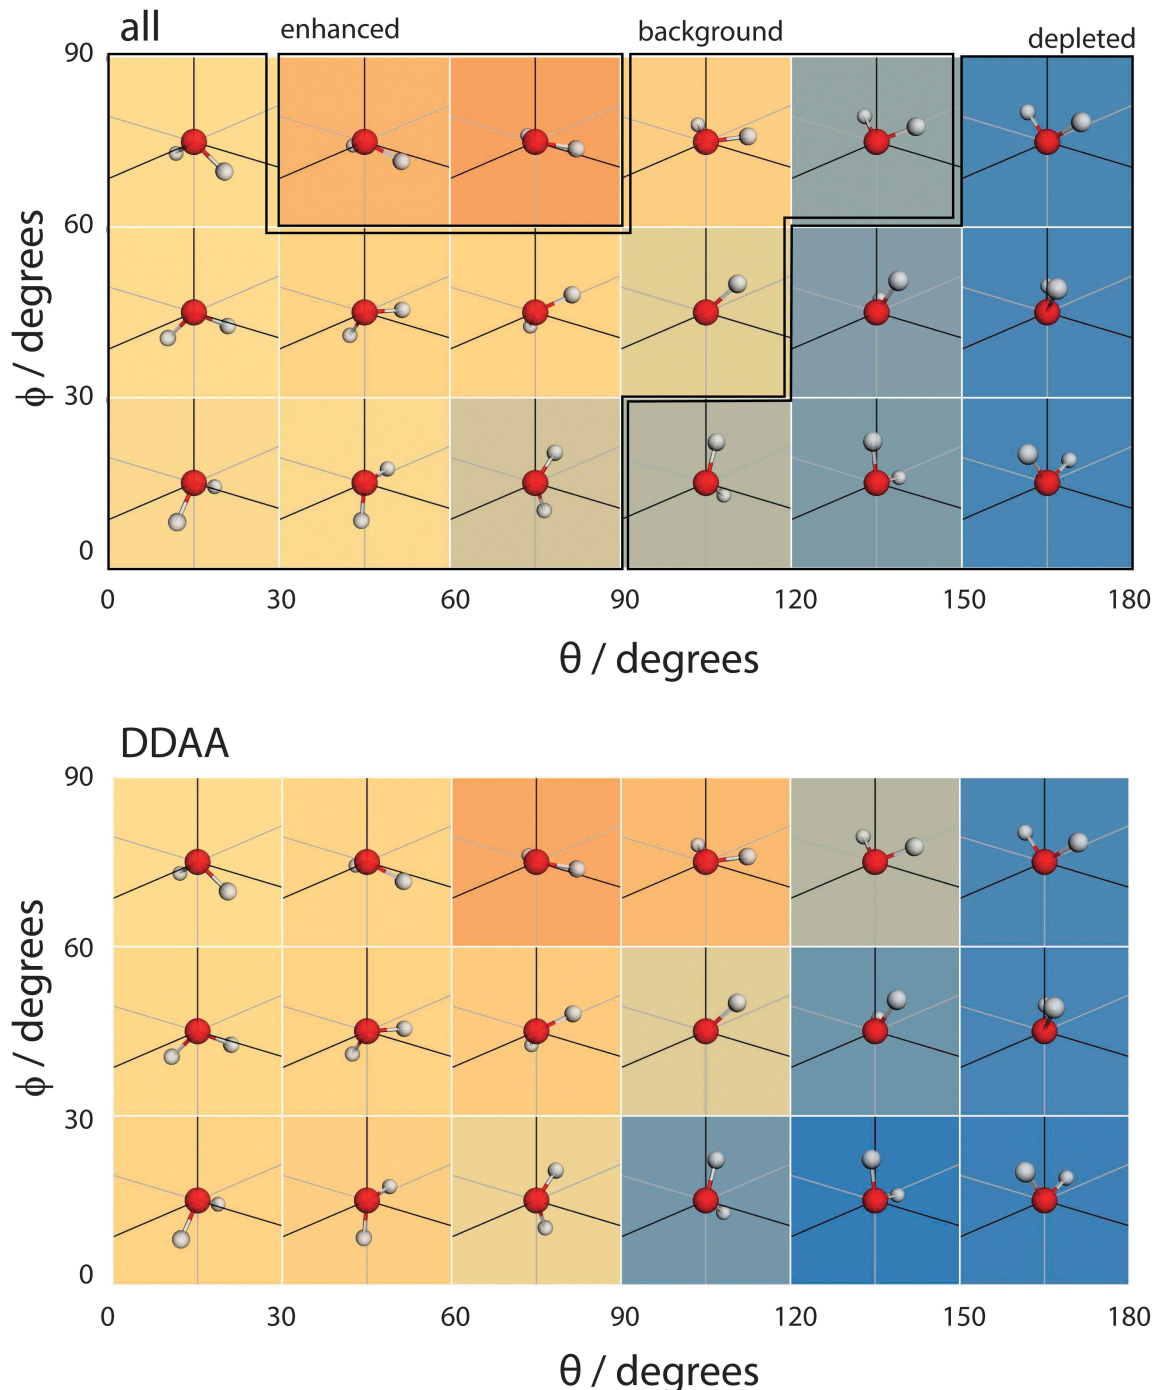 all
enhanced
background
depleted
90
60
30
0
ϕ / degrees
0 30 60 90 120 150 180
θ / degrees
DDAA
90
60
30
0
ϕ / degrees
0 30 60 90 120 150 180
θ / degrees